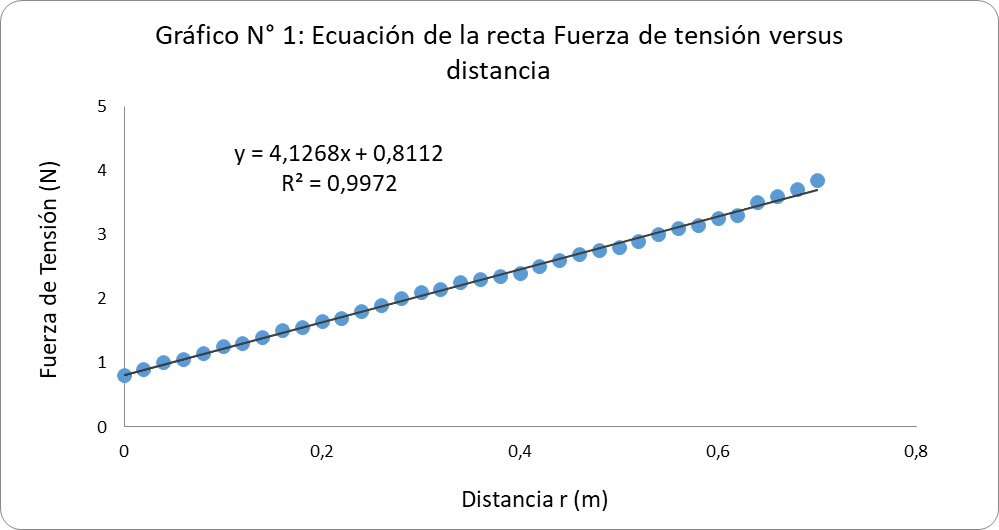 Gráfico N° 1: Ecuación de la recta Fuerza de tensión versus
distancia
y = 4,1268x + 0,8112
R² = 0,9972
Fuerza de Tensión (N)
5
4
3
2
1
0
0
0,2
0,4
0,6
0,8
Distancia r (m)